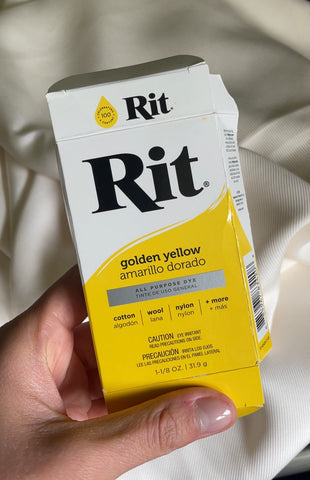 100
Rit®
Rit®
golden yellow
amarillo dorado
ALL PURPOSE DYE
TINTE DE USO GENERAL
cotton wool nylon + more
algodón lana nylon + más
CAUTION EYE IRRITANT
READ PRECAUTIONS ON SIDE.
PRECAUCIÓN IRRITA LOS OJOS
LEE LAS PRECAUCIONES EN EL PANEL LATERAL.
1-1/8 OZ. | 31.9 g